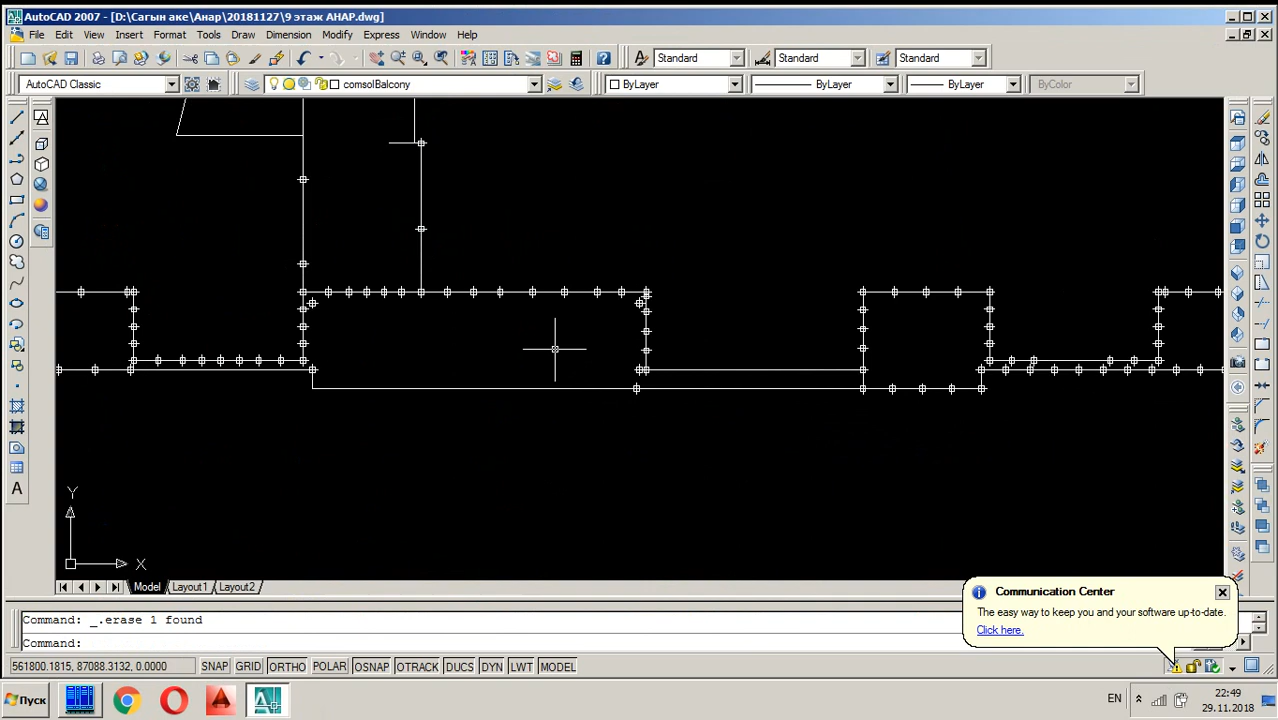 AutoCAD 2007 - [D:\Сагын аке\Анар\20181127\9 этаж АНАР.dwg]
File Edit View Insert Format Tools Draw Dimension Modify Express Window Help
Standard Standard Standard
AutoCAD Classic comsolBalcony ByLayer ByLayer ByLayer ByColor
A
Y
X
Model Layout1 Layout2
Command: _.erase 1 found
Command:
Communication Center
The easy way to keep you and your software up-to-date.
Click here.
561800.1815, 87088.3132, 0.0000 SNAP GRID ORTHO POLAR OSNAP OTRACK DUCS DYN LWT MODEL
Пуск EN 22:49
29.11.2018